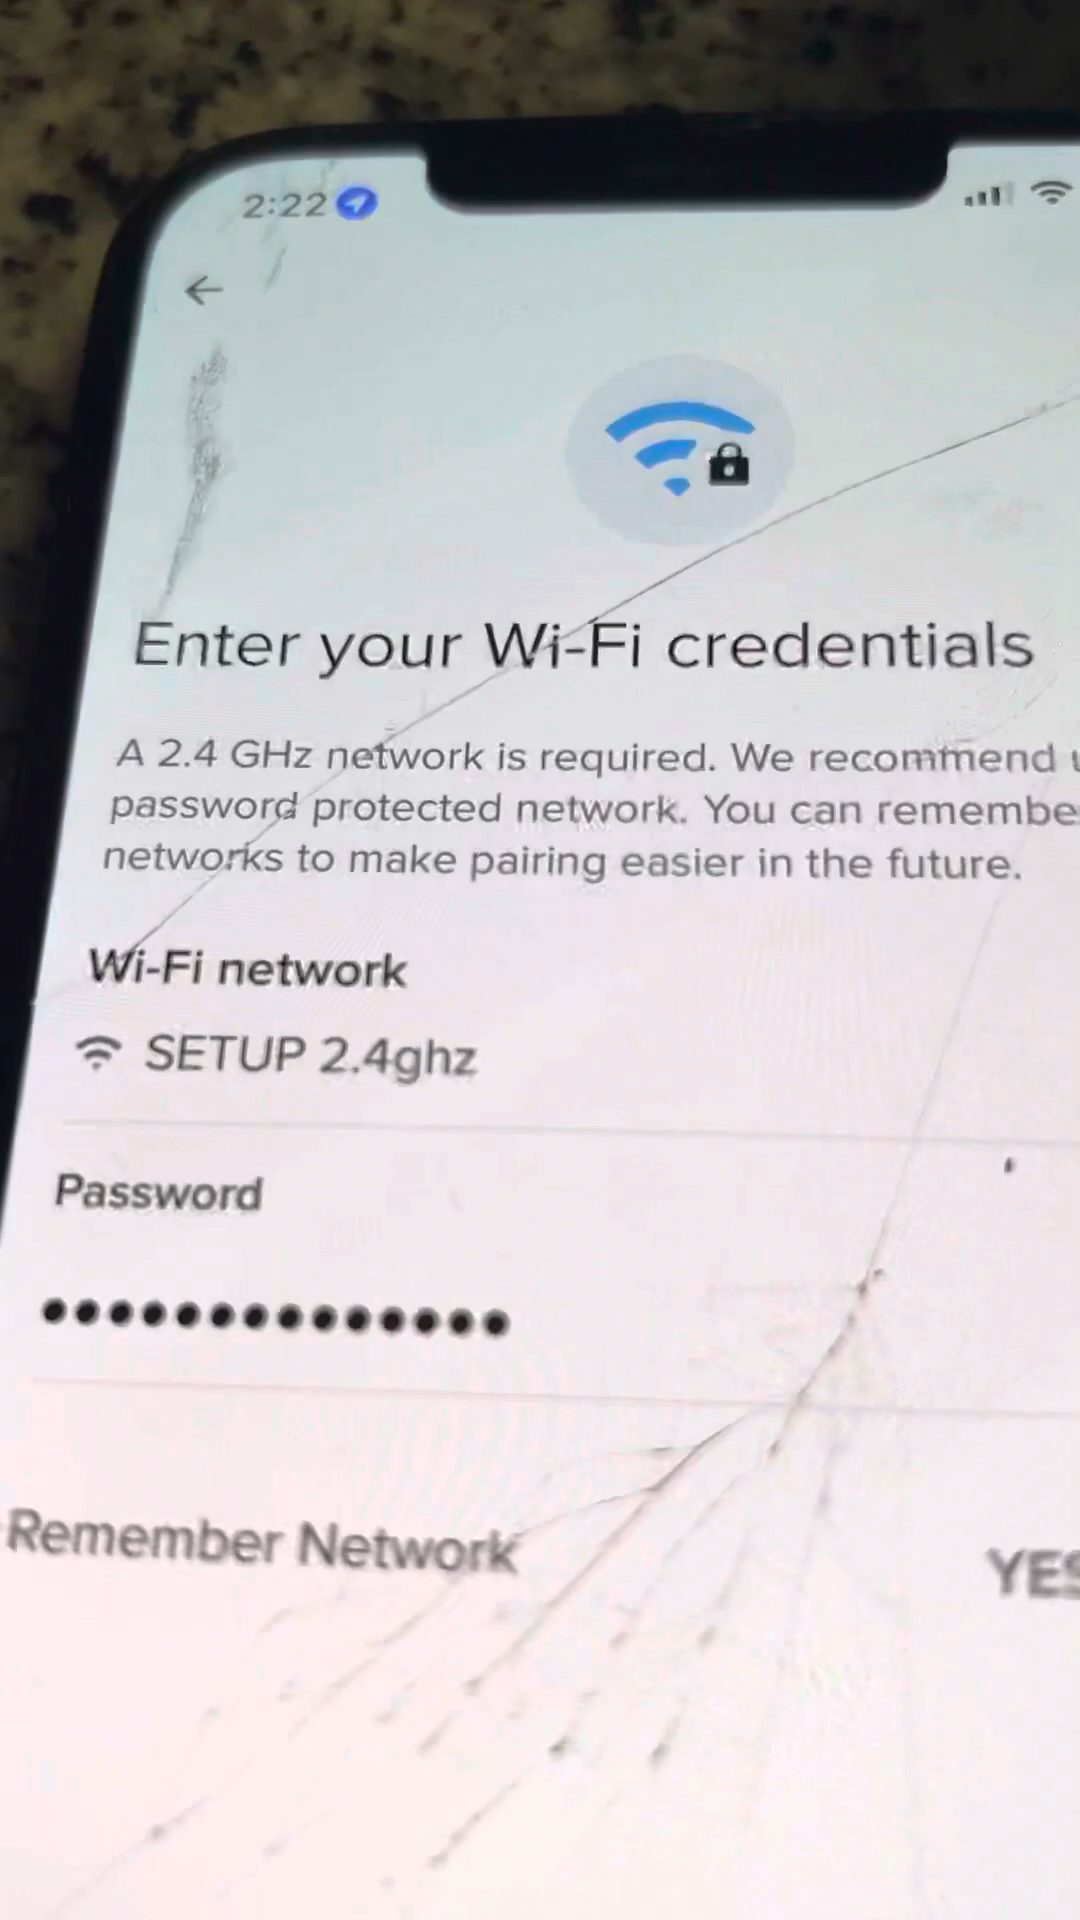 2:22
Enter your Wi-Fi credentials
A 2.4 GHz network is required. We recommend
password protected network. You can remember
networks to make pairing easier in the future.
Wi-Fi network
SETUP 2.4ghz
Password
••••••••••••••
Remember Network
YES